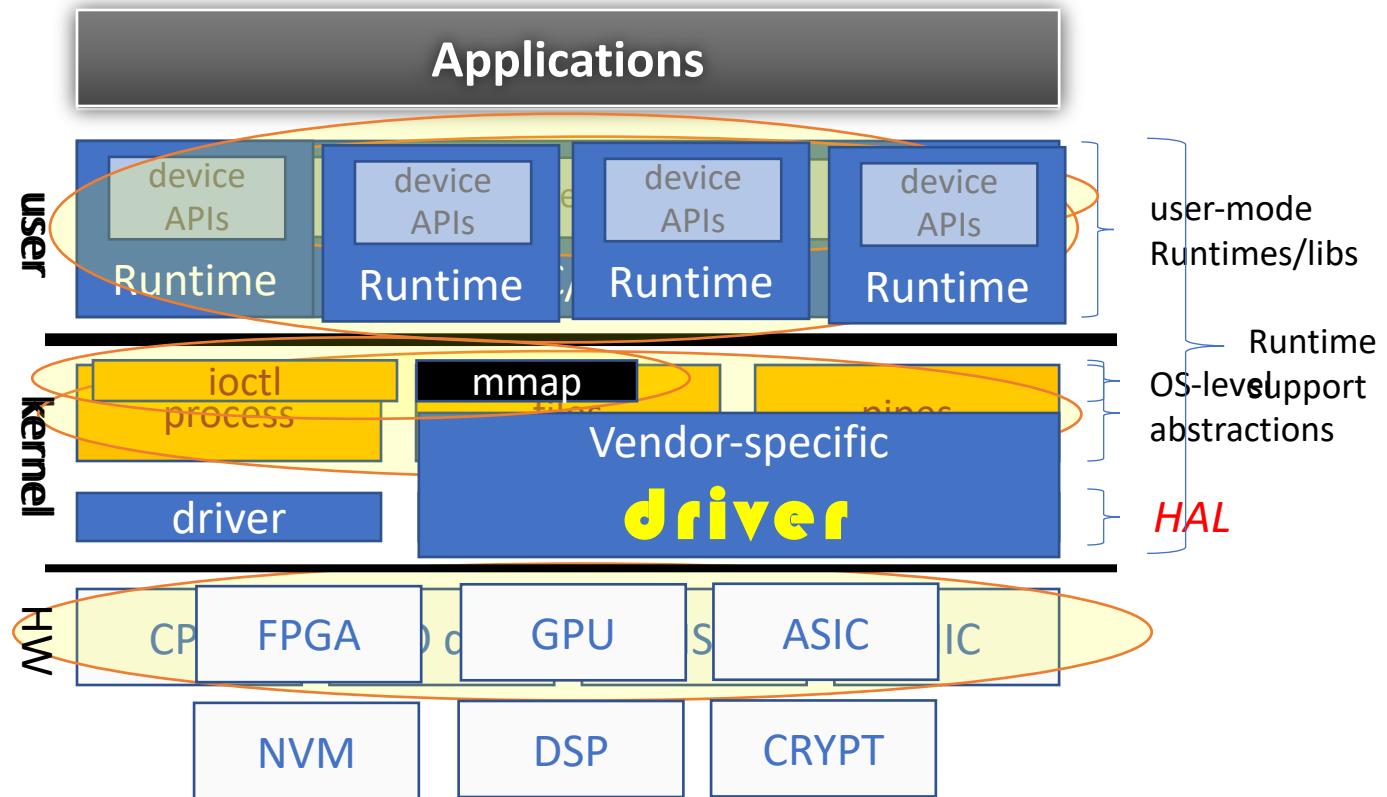 Applications
user
device
APIs
Runtime
device
APIs
Runtime
device
APIs
Runtime
device
APIs
Runtime
user-mode
Runtimes/libs
Runtime
support
kernel
ioctl
mmap
process
OS-level
abstractions
Vendor-specific
driver
driver
HAL
HW
FPGA
GPU
ASIC
NVM
DSP
CRYPT